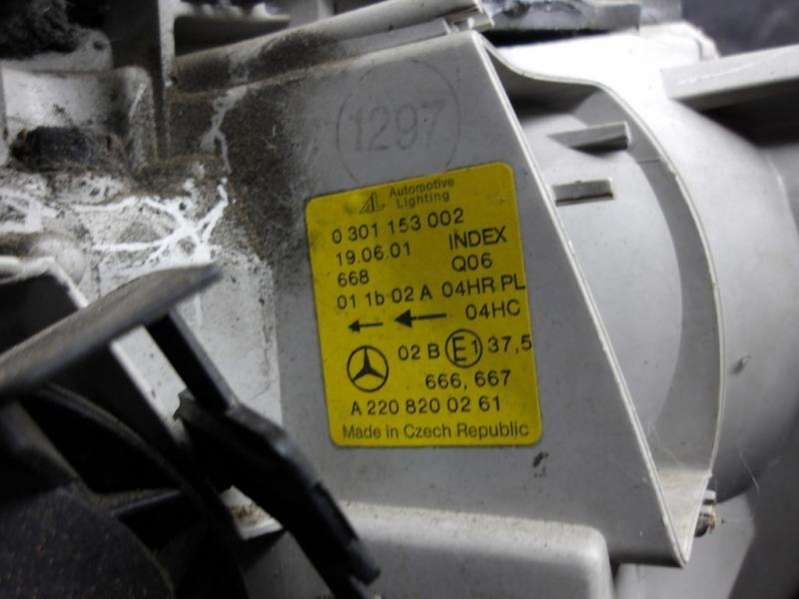 1297
AL Automotive Lighting
0 301 153 002
19.06.01 INDEX
668 Q06
01 1b 02 A 04HR PL
04HC
02 B E1 37,5
666, 667
A 220 820 02 61
Made in Czech Republic